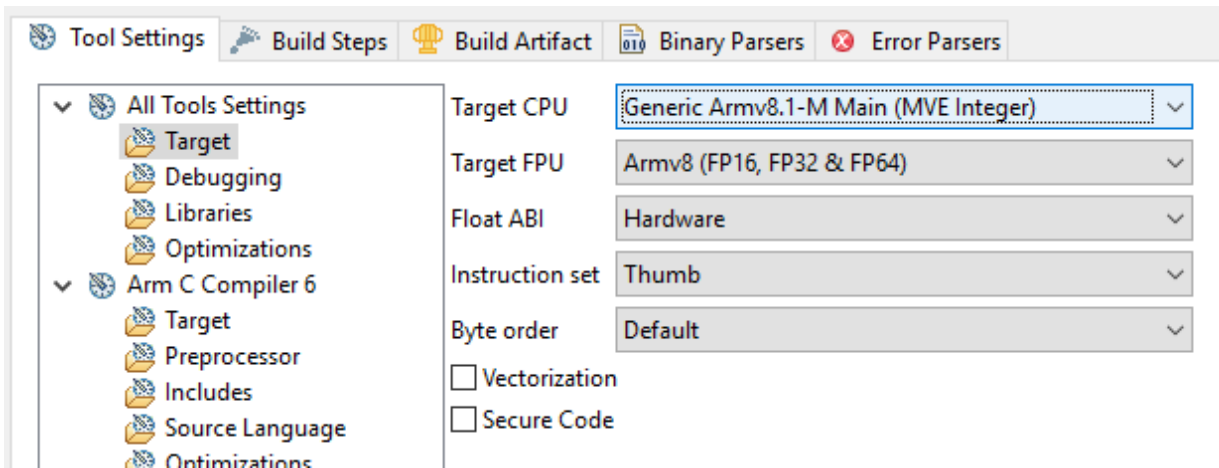 Tool Settings Build Steps Build Artifact Binary Parsers Error Parsers
All Tools Settings
Target
Debugging
Libraries
Optimizations
Arm C Compiler 6
Target
Preprocessor
Includes
Source Language
Optimizations
Target CPU Generic Armv8.1-M Main (MVE Integer)
Target FPU Armv8 (FP16, FP32 & FP64)
Float ABI Hardware
Instruction set Thumb
Byte order Default
Vectorization
Secure Code